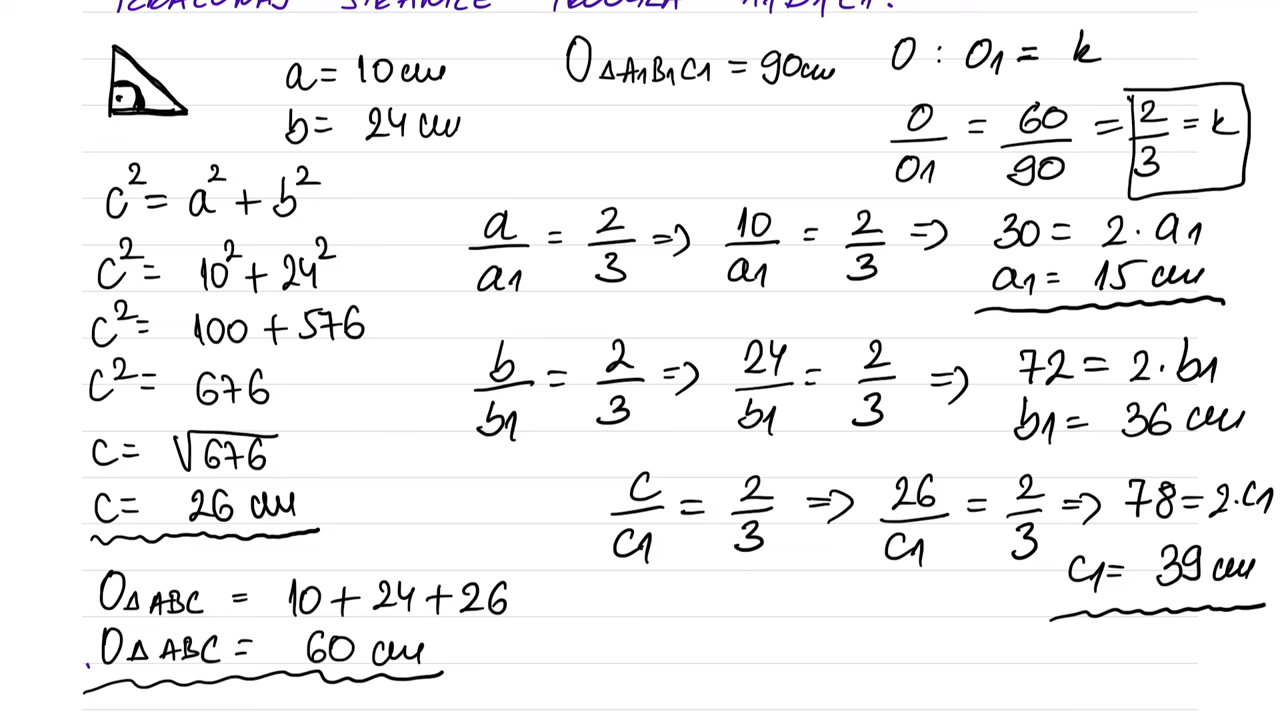 a = 10 cm
b = 24 cm
O△A1B1C1 = 90cm
O : O1 = k
O/O1 = 60/90 = 2/3 = k
c² = a² + b²
c² = 10² + 24²
c² = 100 + 576
c² = 676
c = √676
c = 26 cm
O△ABC = 10 + 24 + 26
O△ABC = 60 cm
a/a1 = 2/3 => 10/a1 = 2/3 => 30 = 2·a1
a1 = 15 cm
b/b1 = 2/3 => 24/b1 = 2/3 => 72 = 2·b1
b1 = 36 cm
c/c1 = 2/3 => 26/c1 = 2/3 => 78 = 2·c1
c1 = 39 cm